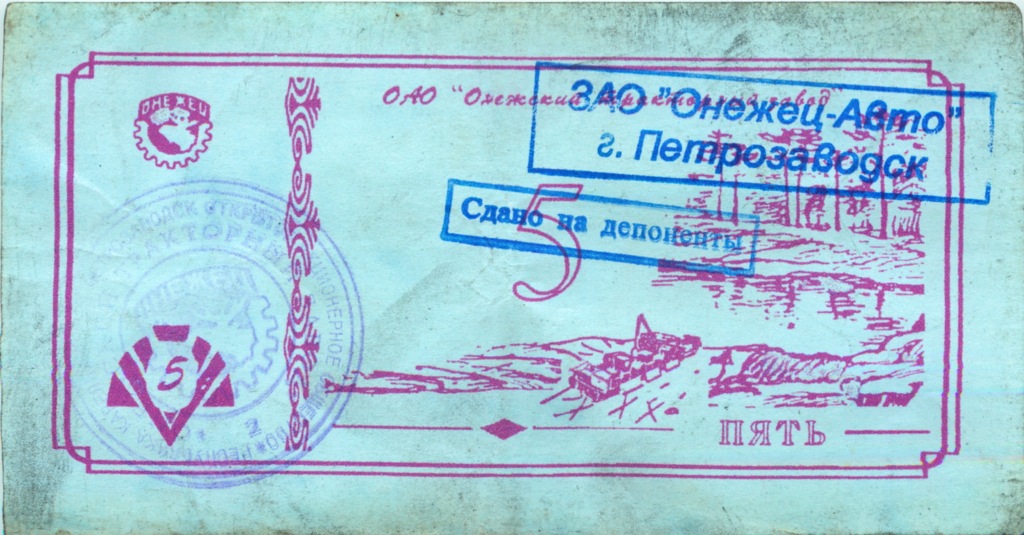 ОНЕЖЕЦ
ОАО "Онежский тракторный завод"
ЗАО "Онежец-Авто"
г. Петрозаводск
Сдано на депоненты
5
5
ПЯТЬ